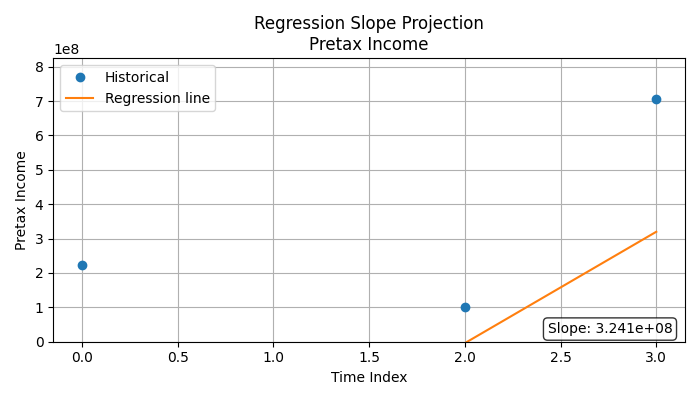 Regression Slope Projection
Pretax Income
1e8
8
7
6
5
4
3
2
1
0
Pretax Income
Historical
Regression line
Slope: 3.241e+08
0.0 0.5 1.0 1.5 2.0 2.5 3.0
Time Index